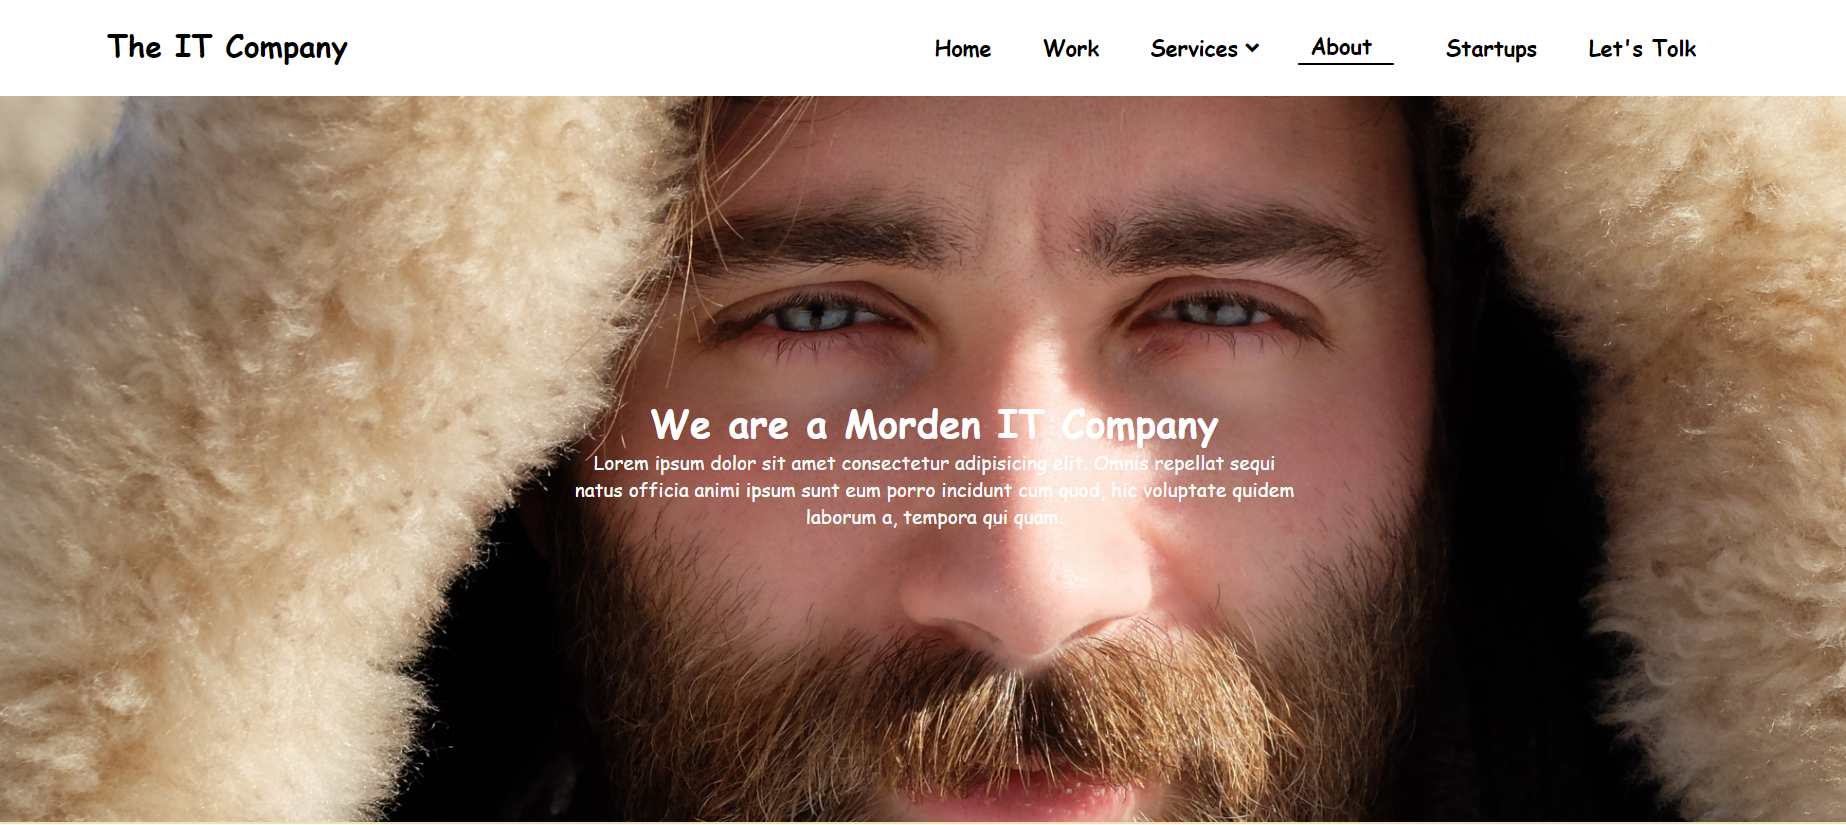 The IT Company
Home Work Services About Startups Let's Tolk
We are a Morden IT Company
Lorem ipsum dolor sit amet consectetur adipisicing elit. Omnis repellat sequi
natus officia animi ipsum sunt eum porro incidunt cum quod, hic voluptate quidem
laborum a, tempora qui quam.